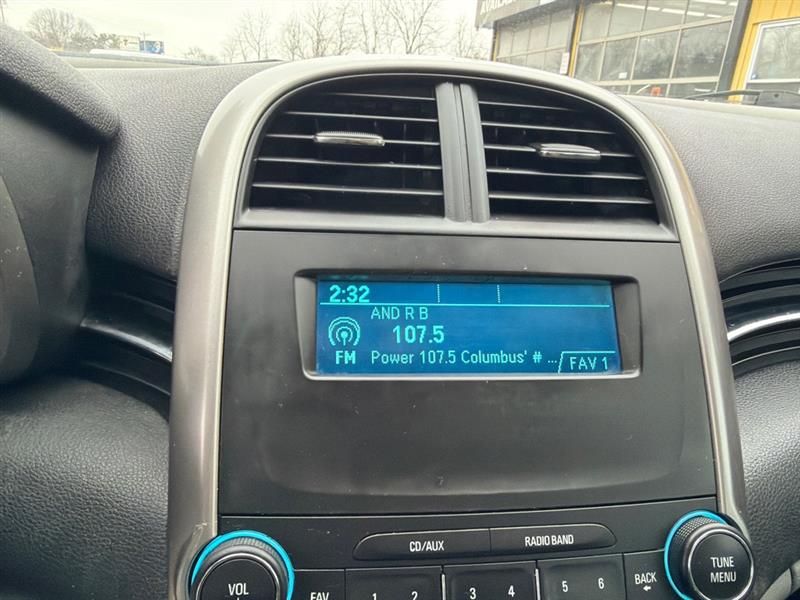 AVAILABLE
2:32
AND R B
107.5
FM Power 107.5 Columbus' # ... FAV 1
CD/AUX RADIO BAND
VOL FAV 1 2 3 4 5 6 BACK TUNE
MENU